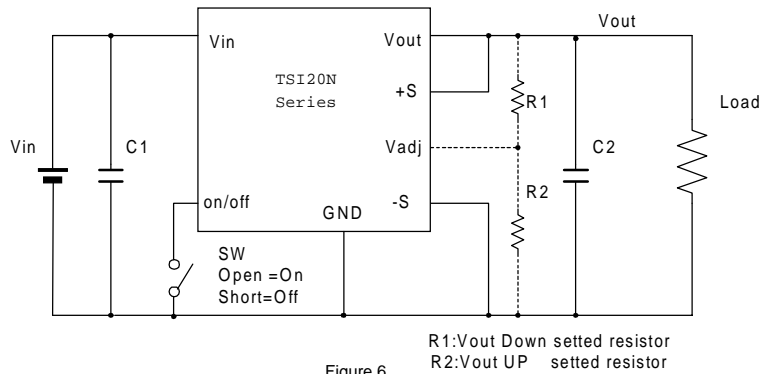 Vout
Vin
Vout
TSI20N
Series
+S
R1
Load
Vin
C1
Vadj
C2
R2
on/off
GND
-S
SW
Open =On
Short=Off
R1:Vout Down setted resistor
R2:Vout UP setted resistor
Figure 6